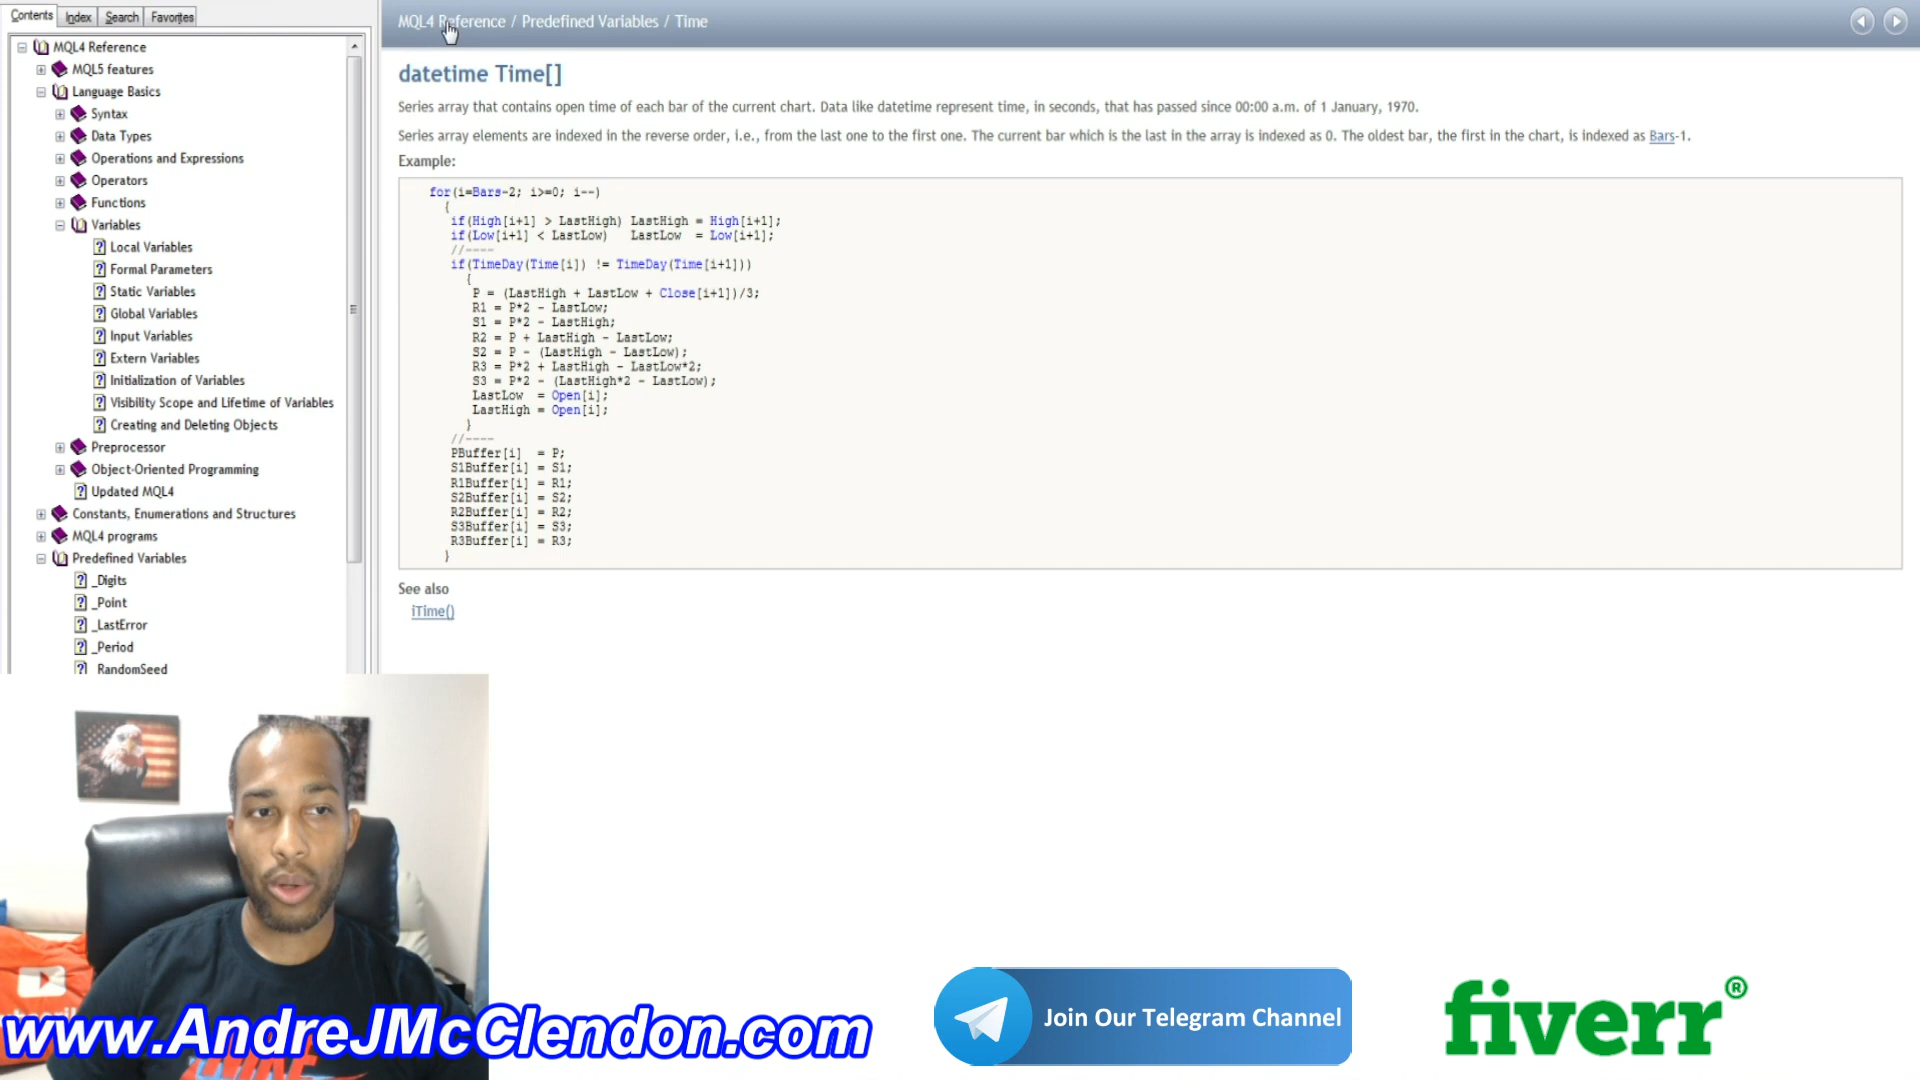 Contents Index Search Favorites
MQL4 Reference
MQL5 features
Language Basics
Syntax
Data Types
Operations and Expressions
Operators
Functions
Variables
Local Variables
Formal Parameters
Static Variables
Global Variables
Input Variables
Extern Variables
Initialization of Variables
Visibility Scope and Lifetime of Variables
Creating and Deleting Objects
Preprocessor
Object-Oriented Programming
Updated MQL4
Constants, Enumerations and Structures
MQL4 programs
Predefined Variables
_Digits
_Point
_LastError
_Period
RandomSeed
MQL4 Reference / Predefined Variables / Time
datetime Time[]
Series array that contains open time of each bar of the current chart. Data like datetime represent time, in seconds, that has passed since 00:00 a.m. of 1 January, 1970.
Series array elements are indexed in the reverse order, i.e., from the last one to the first one. The current bar which is the last in the array is indexed as 0. The oldest bar, the first in the chart, is indexed as Bars-1.
Example:
for(i=Bars-2; i>=0; i--)
{
if(High[i+1] > LastHigh) LastHigh = High[i+1];
if(Low[i+1] < LastLow) LastLow = Low[i+1];
//----
if(TimeDay(Time[i]) != TimeDay(Time[i+1]))
{
P = (LastHigh + LastLow + Close[i+1])/3;
R1 = P*2 - LastLow;
S1 = P*2 - LastHigh;
R2 = P + LastHigh - LastLow;
S2 = P - (LastHigh - LastLow);
R3 = P*2 + LastHigh - LastLow*2;
S3 = P*2 - (LastHigh*2 - LastLow);
LastLow = Open[i];
LastHigh = Open[i];
}
//----
PBuffer[i] = P;
S1Buffer[i] = S1;
R1Buffer[i] = R1;
S2Buffer[i] = S2;
R2Buffer[i] = R2;
S3Buffer[i] = S3;
R3Buffer[i] = R3;
}
See also
iTime()
www.AndreJMcClendon.com
Join Our Telegram Channel
fiverr®